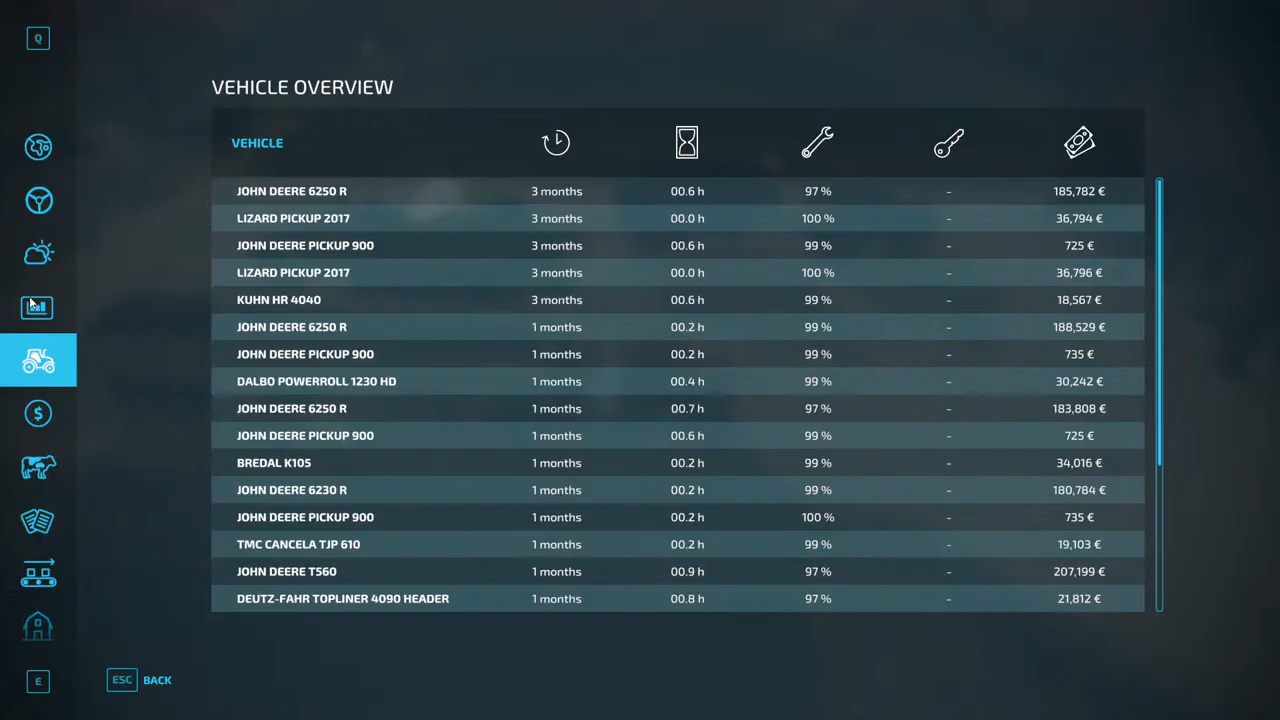 Q
VEHICLE OVERVIEW
VEHICLE
JOHN DEERE 6250 R 3 months 00.6 h 97 % - 185,782 €
LIZARD PICKUP 2017 3 months 00.0 h 100 % - 36,794 €
JOHN DEERE PICKUP 900 3 months 00.6 h 99 % - 725 €
LIZARD PICKUP 2017 3 months 00.0 h 100 % - 36,796 €
KUHN HR 4040 3 months 00.6 h 99 % - 18,567 €
JOHN DEERE 6250 R 1 months 00.2 h 99 % - 188,529 €
JOHN DEERE PICKUP 900 1 months 00.2 h 99 % - 735 €
DALBO POWERROLL 1230 HD 1 months 00.4 h 99 % - 30,242 €
JOHN DEERE 6250 R 1 months 00.7 h 97 % - 183,808 €
JOHN DEERE PICKUP 900 1 months 00.6 h 99 % - 725 €
BREDAL K105 1 months 00.2 h 99 % - 34,016 €
JOHN DEERE 6230 R 1 months 00.2 h 99 % - 180,784 €
JOHN DEERE PICKUP 900 1 months 00.2 h 100 % - 735 €
TMC CANCELA TJP 610 1 months 00.2 h 99 % - 19,103 €
JOHN DEERE T560 1 months 00.9 h 97 % - 207,199 €
DEUTZ-FAHR TOPLINER 4090 HEADER 1 months 00.8 h 97 % - 21,812 €
E
ESC BACK